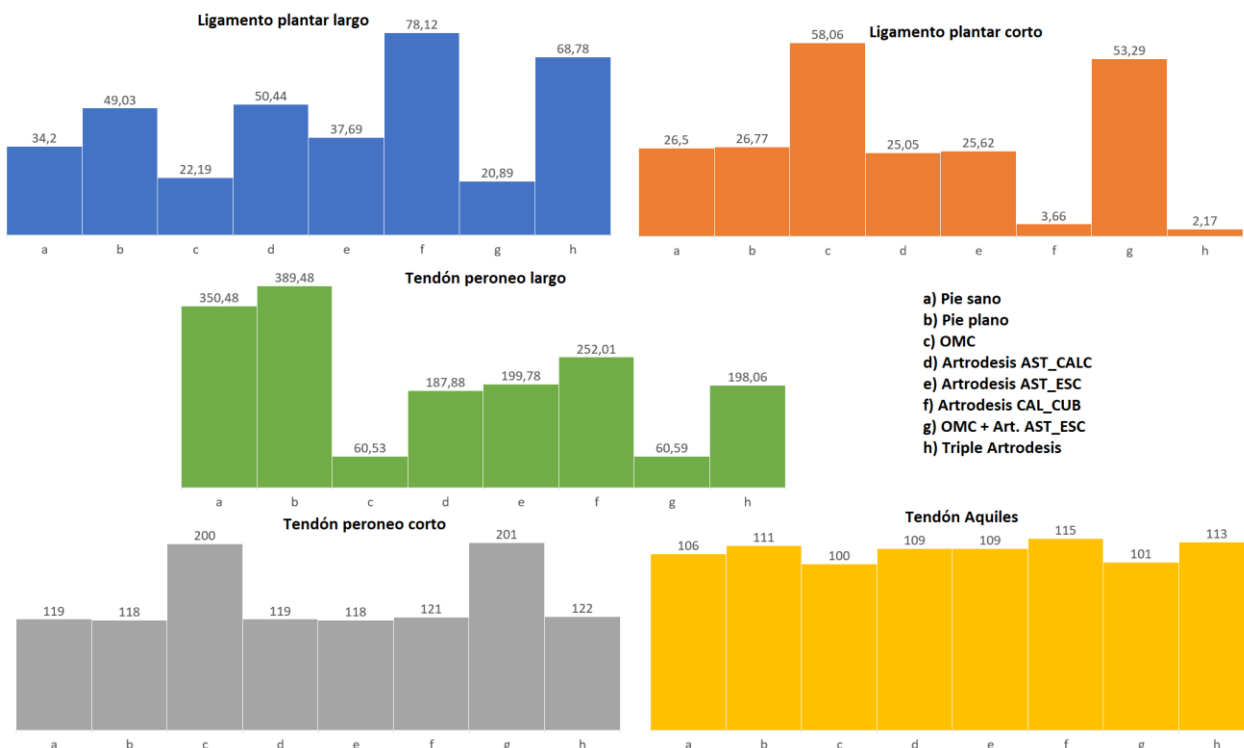 Ligamento plantar largo
78,12
68,78
49,03
50,44
34,2
37,69
22,19
20,89
a b c d e f g h
Ligamento plantar corto
58,06
53,29
26,5
26,77
25,05
25,62
3,66
2,17
a b c d e f g h
Tendón peroneo largo
350,48
389,48
60,53
187,88
199,78
252,01
60,59
198,06
a b c d e f g h
a) Pie sano
b) Pie plano
c) OMC
d) Artrodesis AST_CALC
e) Artrodesis AST_ESC
f) Artrodesis CAL_CUB
g) OMC + Art. AST_ESC
h) Triple Artrodesis
Tendón peroneo corto
119
118
200
119
118
121
201
122
a b c d e f g h
Tendón Aquiles
106
111
100
109
109
115
101
113
a b c d e f g h